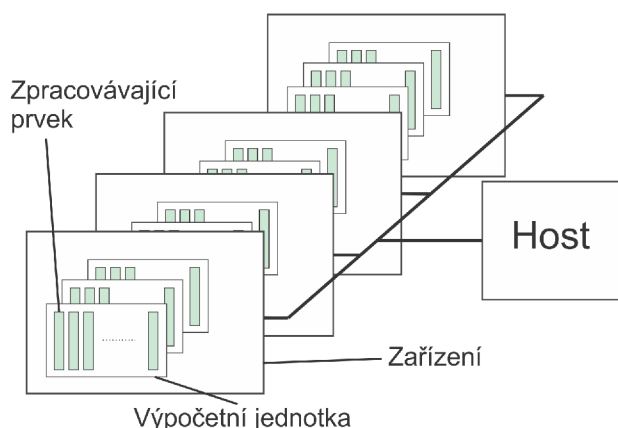 Zpracovávající
prvek
Host
Zařízení
Výpočetní jednotka